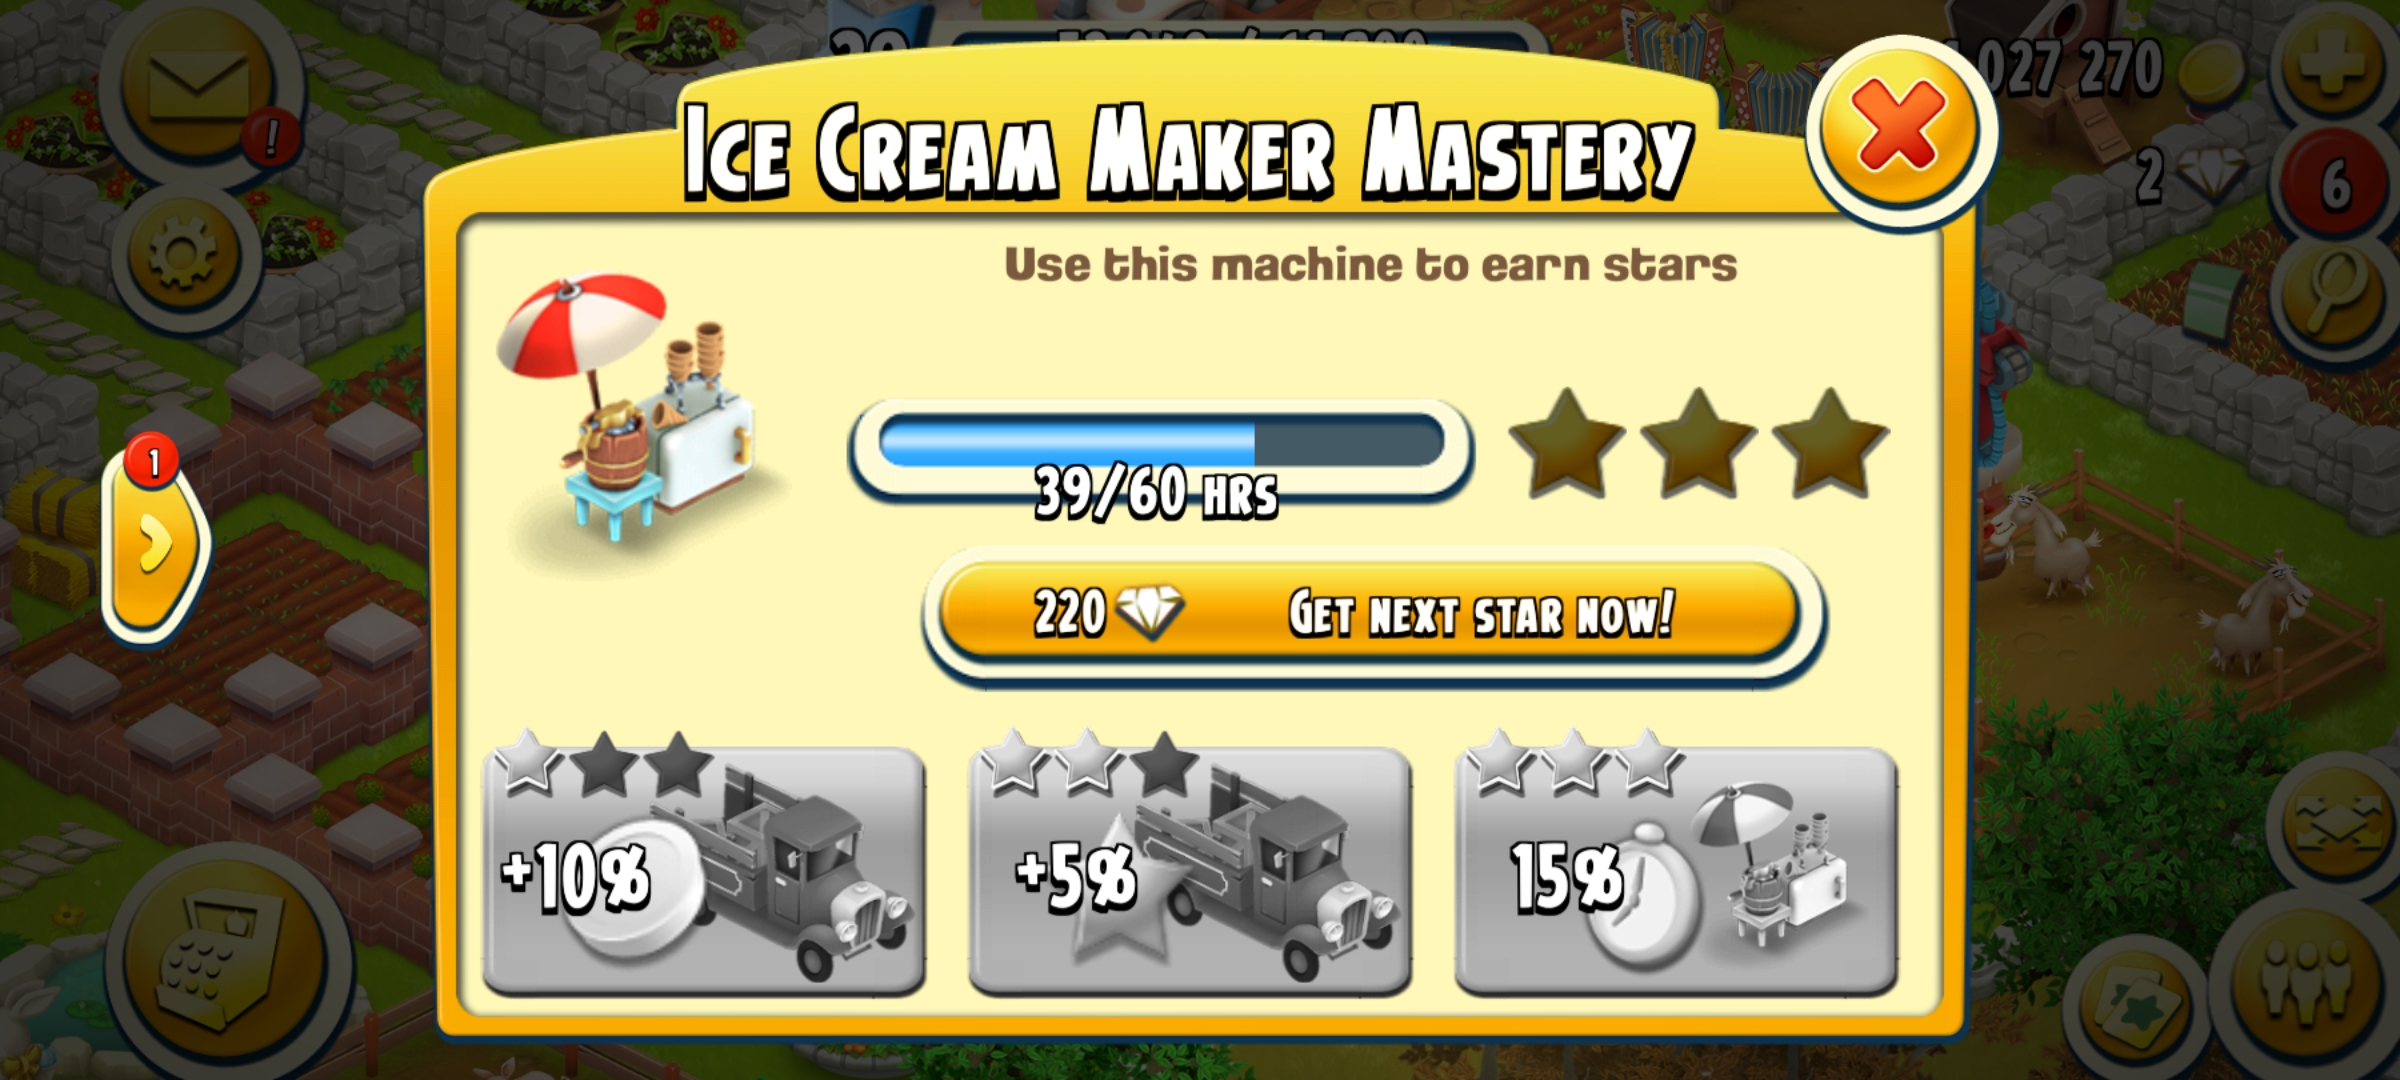 027 270
ICE CREAM MAKER MASTERY
!
2
6
Use this machine to earn stars
1
39/60 HRS
220 GET NEXT STAR NOW!
+10%
+5%
15%